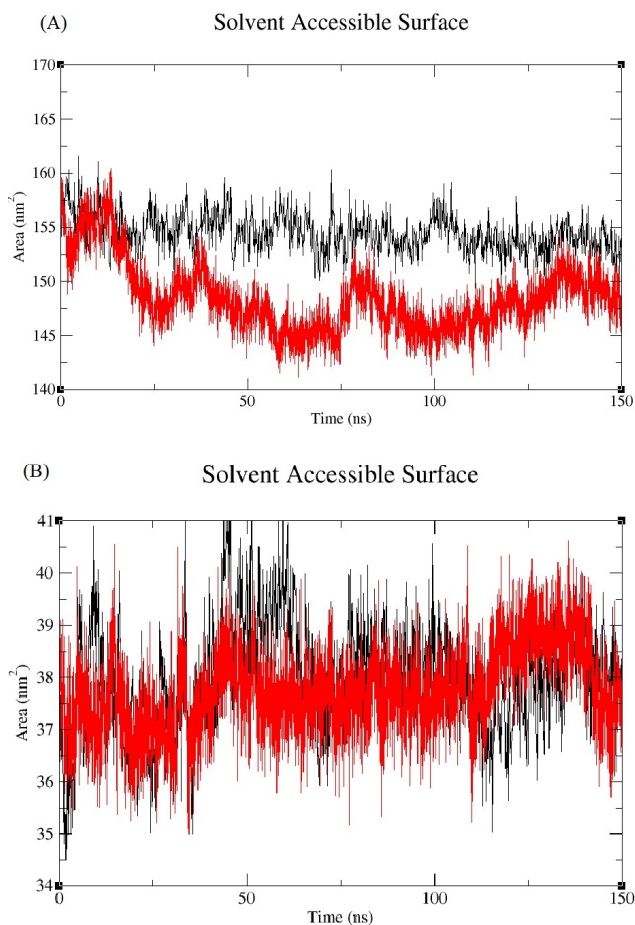 (A)
Solvent Accessible Surface
170
165
160
155
150
145
140
Area (nm²)
0
50
100
150
Time (ns)
(B)
Solvent Accessible Surface
41
40
39
38
37
36
35
34
Area (nm²)
0
50
100
150
Time (ns)